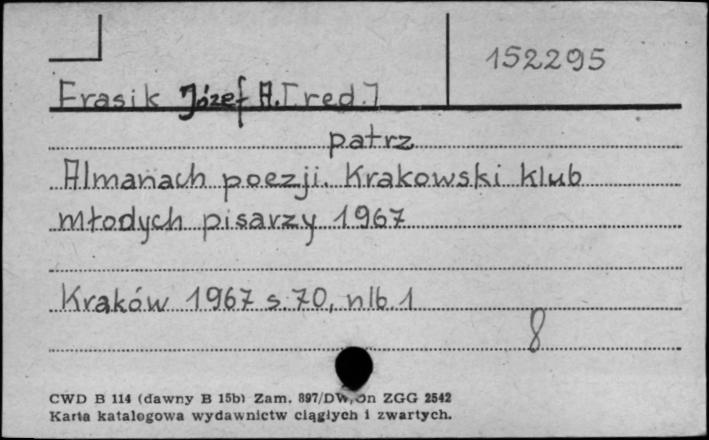 152295
Frasik Józef A. [red.]
patrz
Almanach poezji. Krakowski klub
młodych pisarzy 1967
Kraków 1967 s. 70, nlb. 1
8
CWD B 114 (dawny B 15b) Zam. 897/DW/ ZGG 2542
Karta katalogowa wydawnictw ciągłych i zwartych.